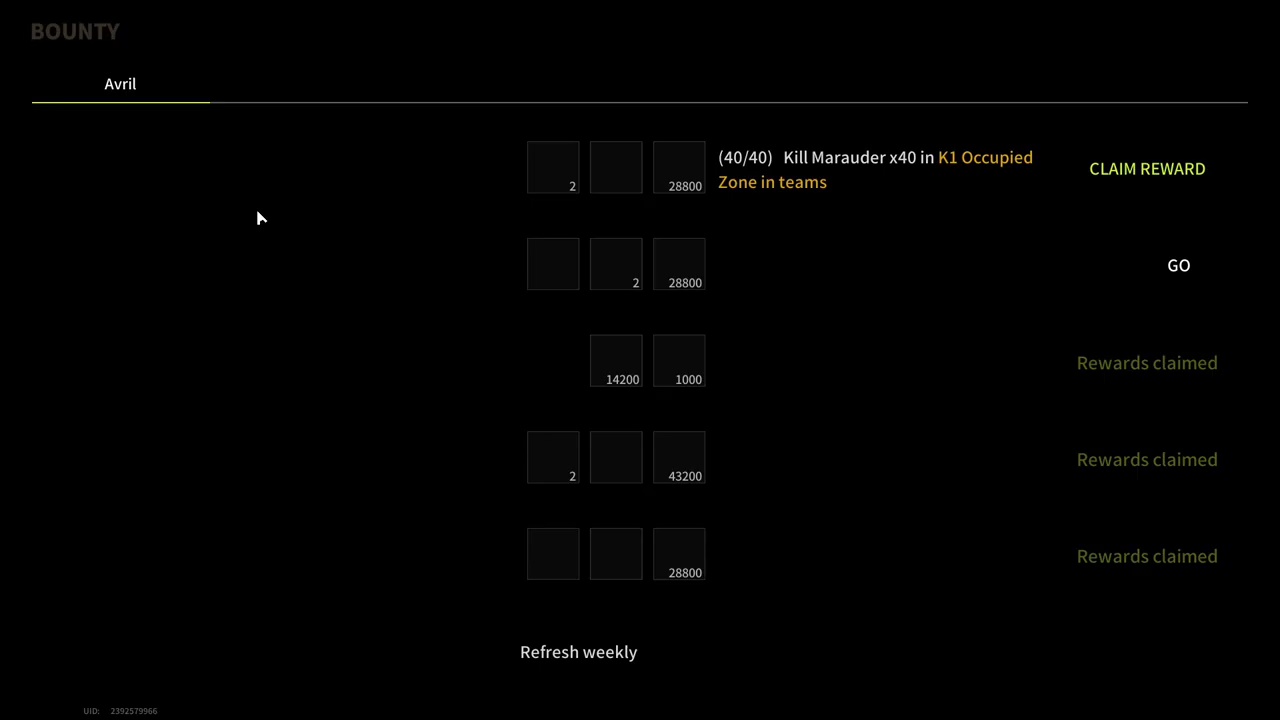 BOUNTY
Avril
2
28800
(40/40) Kill Marauder x40 in K1 Occupied
Zone in teams
CLAIM REWARD
2
28800
GO
14200
1000
Rewards claimed
2
43200
Rewards claimed
28800
Rewards claimed
Refresh weekly
UID: 2392579966